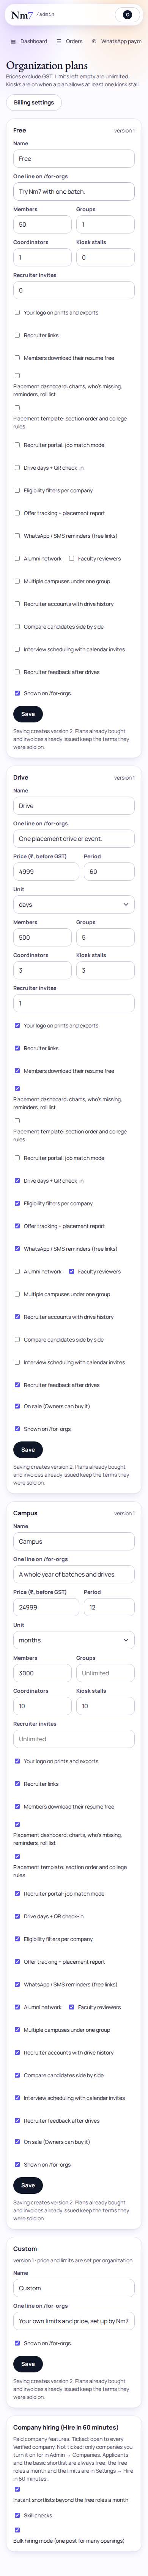 Nm7 /admin
Dashboard Orders WhatsApp paym
Organization plans
Prices exclude GST. Limits left empty are unlimited.
Kiosks are on when a plan allows at least one kiosk stall.
Billing settings
Free version 1
Name
Free
One line on /for-orgs
Try Nm7 with one batch.
Members Groups
50 1
Coordinators Kiosk stalls
1 0
Recruiter invites
0
Your logo on prints and exports
Recruiter links
Members download their resume free
Placement dashboard: charts, who's missing,
reminders, roll list
Placement template: section order and college
rules
Recruiter portal: job match mode
Drive days + QR check-in
Eligibility filters per company
Offer tracking + placement report
WhatsApp / SMS reminders (free links)
Alumni network Faculty reviewers
Multiple campuses under one group
Recruiter accounts with drive history
Compare candidates side by side
Interview scheduling with calendar invites
Recruiter feedback after drives
Shown on /for-orgs
Save
Saving creates version 2. Plans already bought
and invoices already issued keep the terms they
were sold on.
Drive version 1
Name
Drive
One line on /for-orgs
One placement drive or event.
Price (₹, before GST) Period
4999 60
Unit
days
Members Groups
500 5
Coordinators Kiosk stalls
3 3
Recruiter invites
1
Your logo on prints and exports
Recruiter links
Members download their resume free
Placement dashboard: charts, who's missing,
reminders, roll list
Placement template: section order and college
rules
Recruiter portal: job match mode
Drive days + QR check-in
Eligibility filters per company
Offer tracking + placement report
WhatsApp / SMS reminders (free links)
Alumni network Faculty reviewers
Multiple campuses under one group
Recruiter accounts with drive history
Compare candidates side by side
Interview scheduling with calendar invites
Recruiter feedback after drives
On sale (Owners can buy it)
Shown on /for-orgs
Save
Saving creates version 2. Plans already bought
and invoices already issued keep the terms they
were sold on.
Campus version 1
Name
Campus
One line on /for-orgs
A whole year of batches and drives.
Price (₹, before GST) Period
24999 12
Unit
months
Members Groups
3000 Unlimited
Coordinators Kiosk stalls
10 10
Recruiter invites
Unlimited
Your logo on prints and exports
Recruiter links
Members download their resume free
Placement dashboard: charts, who's missing,
reminders, roll list
Placement template: section order and college
rules
Recruiter portal: job match mode
Drive days + QR check-in
Eligibility filters per company
Offer tracking + placement report
WhatsApp / SMS reminders (free links)
Alumni network Faculty reviewers
Multiple campuses under one group
Recruiter accounts with drive history
Compare candidates side by side
Interview scheduling with calendar invites
Recruiter feedback after drives
On sale (Owners can buy it)
Shown on /for-orgs
Save
Saving creates version 2. Plans already bought
and invoices already issued keep the terms they
were sold on.
Custom
version 1 · price and limits are set per organization
Name
Custom
One line on /for-orgs
Your own limits and price, set up by Nm7.
Shown on /for-orgs
Save
Saving creates version 2. Plans already bought
and invoices already issued keep the terms they
were sold on.
Company hiring (Hire in 60 minutes)
Paid company features. Ticked: open to every
Verified company. Not ticked: only companies you
turn it on for in Admin → Companies. Applicants
and the basic shortlist are always free; the free
roles a month and the limits are in Settings → Hire
in 60 minutes.
Instant shortlists beyond the free roles a month
Skill checks
Bulk hiring mode (one post for many openings)